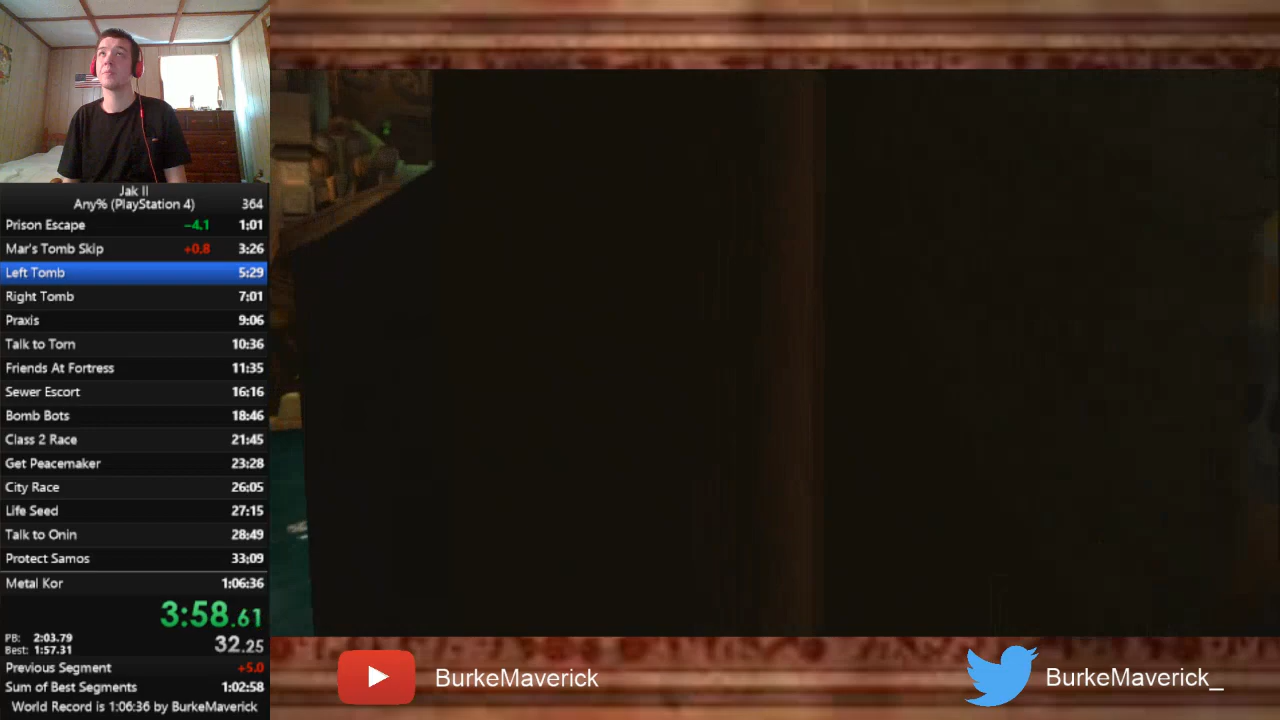 Jak II
Any% (PlayStation 4) 364
Prison Escape −4.1 1:01
Mar's Tomb Skip +0.8 3:26
Left Tomb 5:29
Right Tomb 7:01
Praxis 9:06
Talk to Torn 10:36
Friends At Fortress 11:35
Sewer Escort 16:16
Bomb Bots 18:46
Class 2 Race 21:45
Get Peacemaker 23:28
City Race 26:05
Life Seed 27:15
Talk to Onin 28:49
Protect Samos 33:09
Metal Kor 1:06:36
3:58.61
PB: 2:03.79
Best: 1:57.31
32.25
Previous Segment +5.0
Sum of Best Segments 1:02:58
World Record is 1:06:36 by BurkeMaverick
BurkeMaverick
BurkeMaverick_